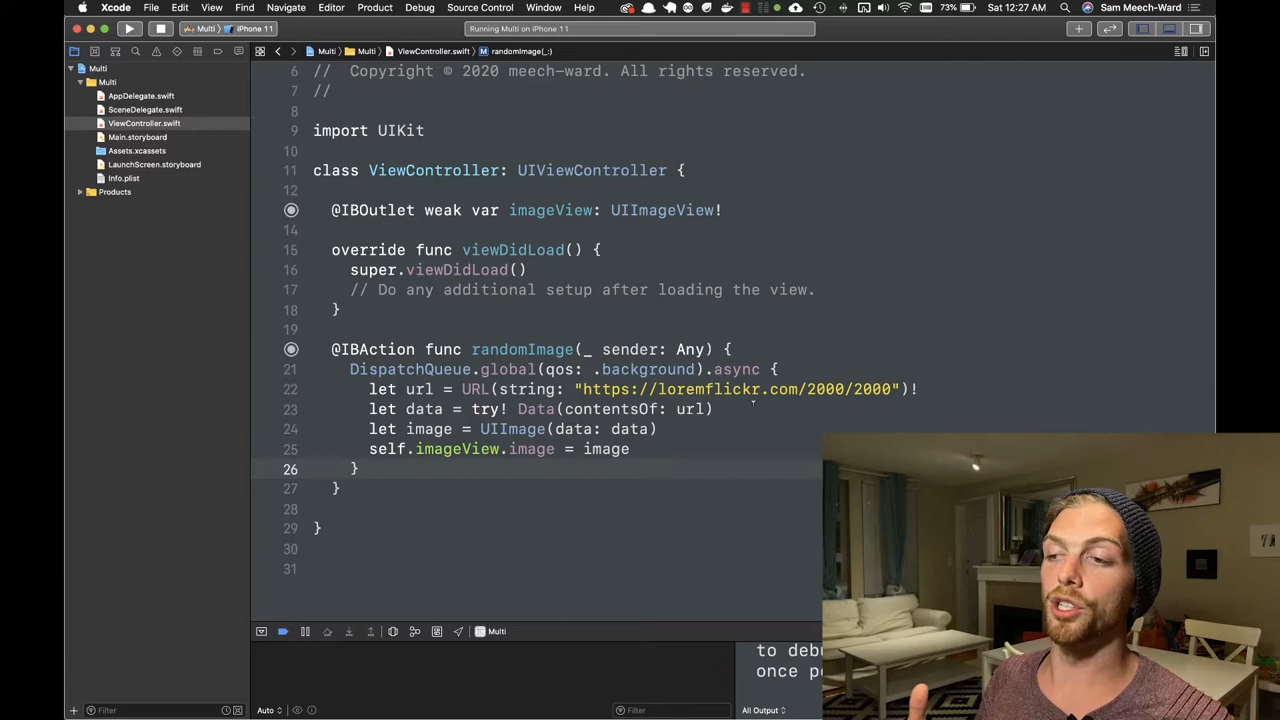 Xcode File Edit View Find Navigate Editor Product Debug Source Control Window Help 73% Sat 12:27 AM Sam Meech-Ward
Multi iPhone 11 Running Multi on iPhone 11
Multi Multi ViewController.swift M randomImage(_:)
Multi
Multi
AppDelegate.swift
SceneDelegate.swift
ViewController.swift
Main.storyboard
Assets.xcassets
LaunchScreen.storyboard
Info.plist
Products
6 // Copyright © 2020 meech-ward. All rights reserved.
7 //
8
9 import UIKit
10
11 class ViewController: UIViewController {
12
@IBOutlet weak var imageView: UIImageView!
14
15 override func viewDidLoad() {
16 super.viewDidLoad()
17 // Do any additional setup after loading the view.
18 }
19
@IBAction func randomImage(_ sender: Any) {
21 DispatchQueue.global(qos: .background).async {
22 let url = URL(string: "https://loremflickr.com/2000/2000")!
23 let data = try! Data(contentsOf: url)
24 let image = UIImage(data: data)
25 self.imageView.image = image
26 }
27 }
28
29 }
30
31
Multi
to debu
once po
Filter
Auto
Filter
All Output